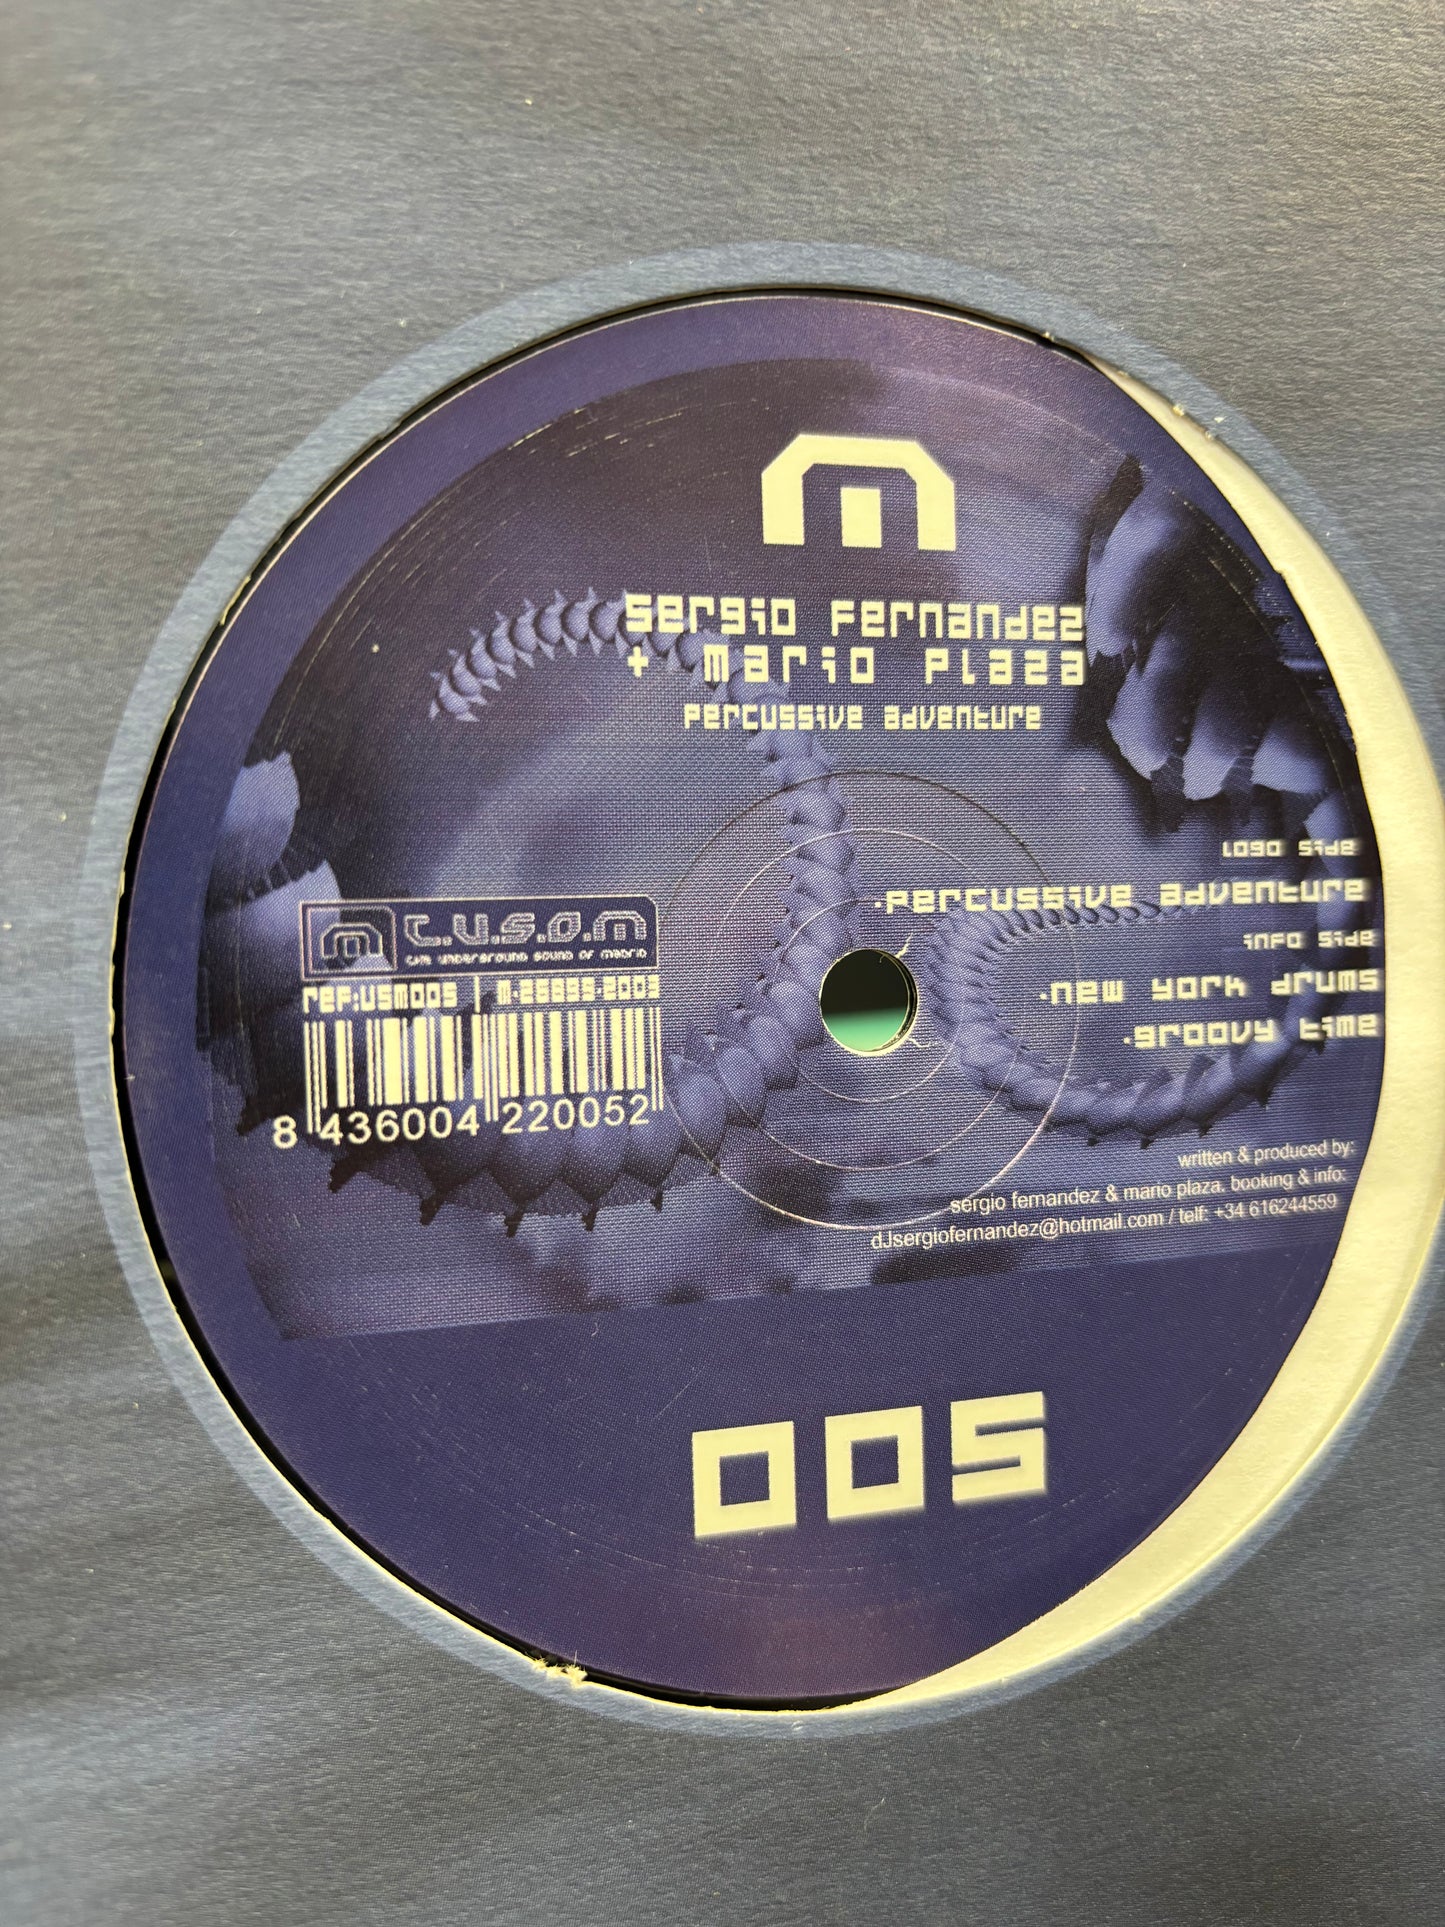 sergio fernandez
+ mario plaza
percussive adventure
logo side
.percussive adventure
info side
.new york drums
.groovy time
t.u.s.o.m
the underground sound of madrid
ref:usm005 | m-26899-2003
8 436004 220052
written & produced by:
sergio fernandez & mario plaza. booking & info:
dJsergiofernandez@hotmail.com / telf: +34 616244559
005